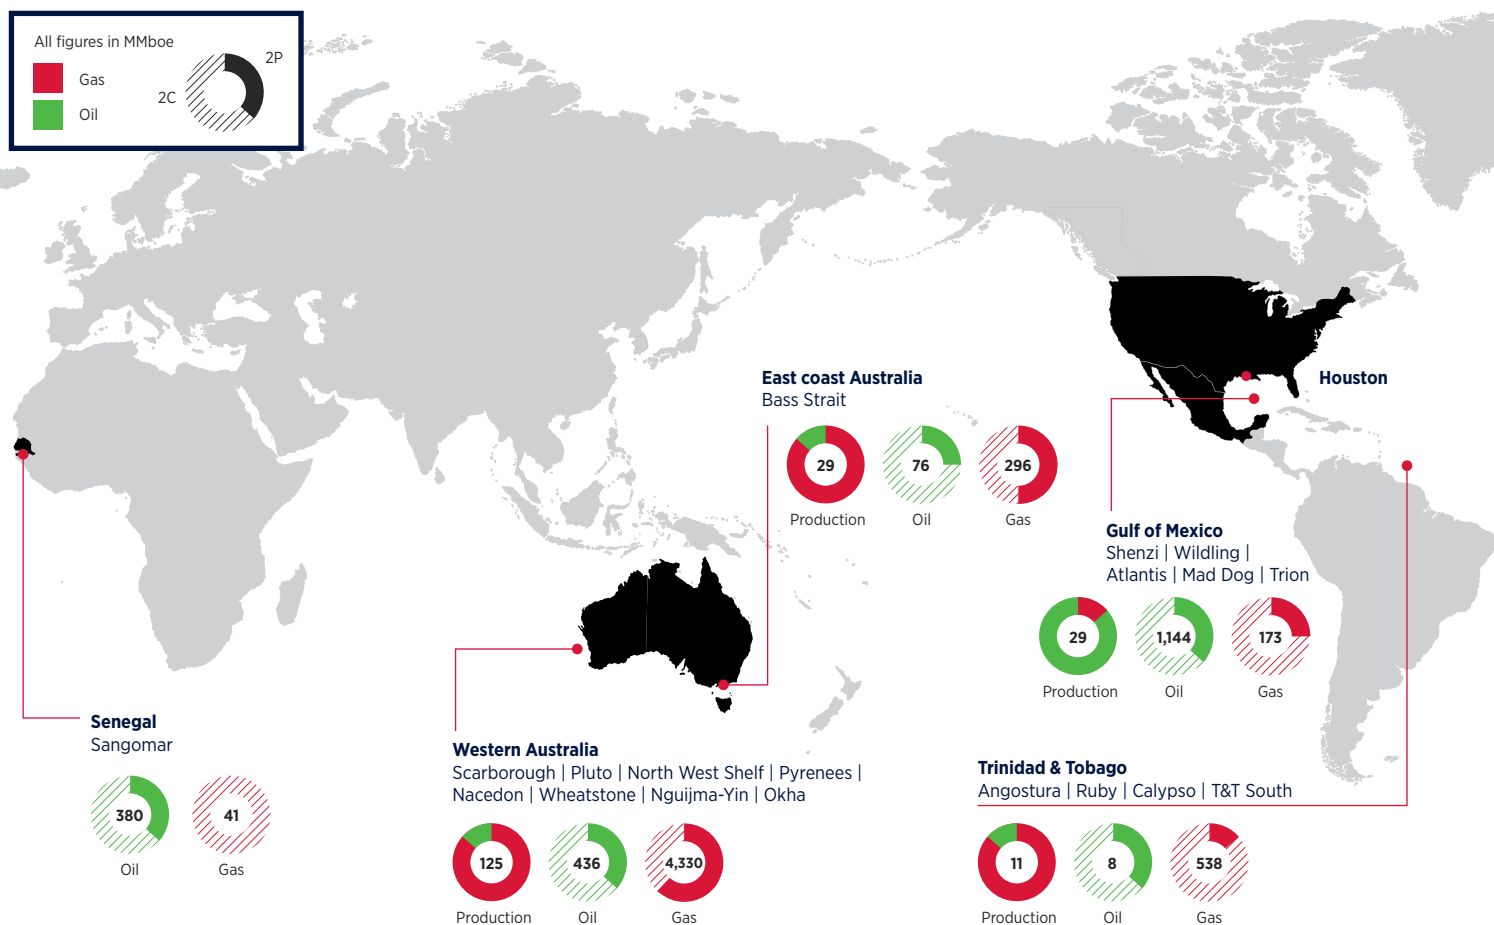 All figures in MMboe
Gas
Oil
2P
2C
East coast Australia
Bass Strait
29
76
296
Production
Oil
Gas
Houston
Gulf of Mexico
Shenzi | Wildling |
Atlantis | Mad Dog | Trion
29
1,144
173
Production
Oil
Gas
Senegal
Sangomar
380
41
Oil
Gas
Western Australia
Scarborough | Pluto | North West Shelf | Pyrenees |
Nacedon | Wheatstone | Nguijma-Yin | Okha
125
436
4,330
Production
Oil
Gas
Trinidad & Tobago
Angostura | Ruby | Calypso | T&T South
11
8
538
Production
Oil
Gas